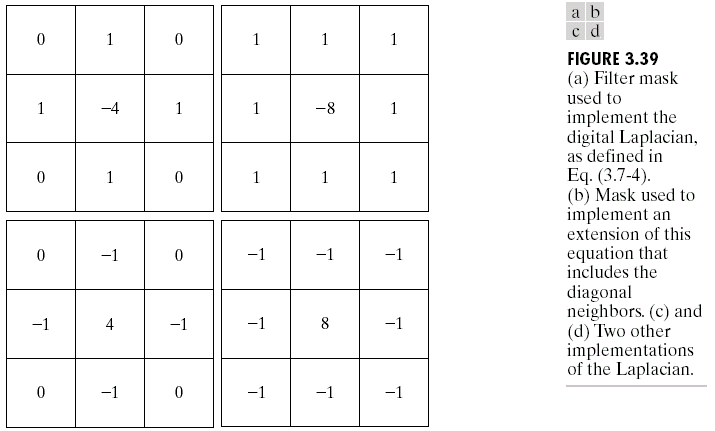 0 1 0
1 -4 1
0 1 0
1 1 1
1 -8 1
1 1 1
0 -1 0
-1 4 -1
0 -1 0
-1 -1 -1
-1 8 -1
-1 -1 -1
a b
c d
FIGURE 3.39
(a) Filter mask
used to
implement the
digital Laplacian,
as defined in
Eq. (3.7-4).
(b) Mask used to
implement an
extension of this
equation that
includes the
diagonal
neighbors. (c) and
(d) Two other
implementations
of the Laplacian.